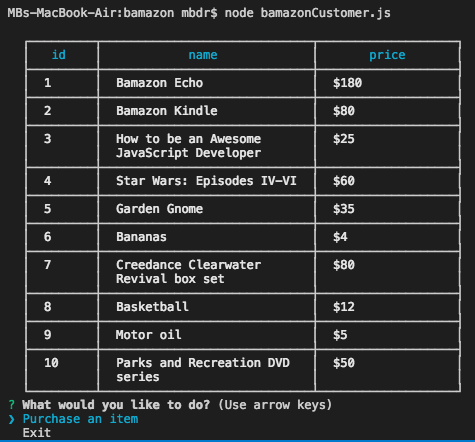 MBs-MacBook-Air:bamazon mbdr$ node bamazonCustomer.js
id name price
1 Bamazon Echo $180
2 Bamazon Kindle $80
3 How to be an Awesome $25
JavaScript Developer
4 Star Wars: Episodes IV-VI $60
5 Garden Gnome $35
6 Bananas $4
7 Creedance Clearwater $80
Revival box set
8 Basketball $12
9 Motor oil $5
10 Parks and Recreation DVD $50
series
? What would you like to do? (Use arrow keys)
❯ Purchase an item
Exit